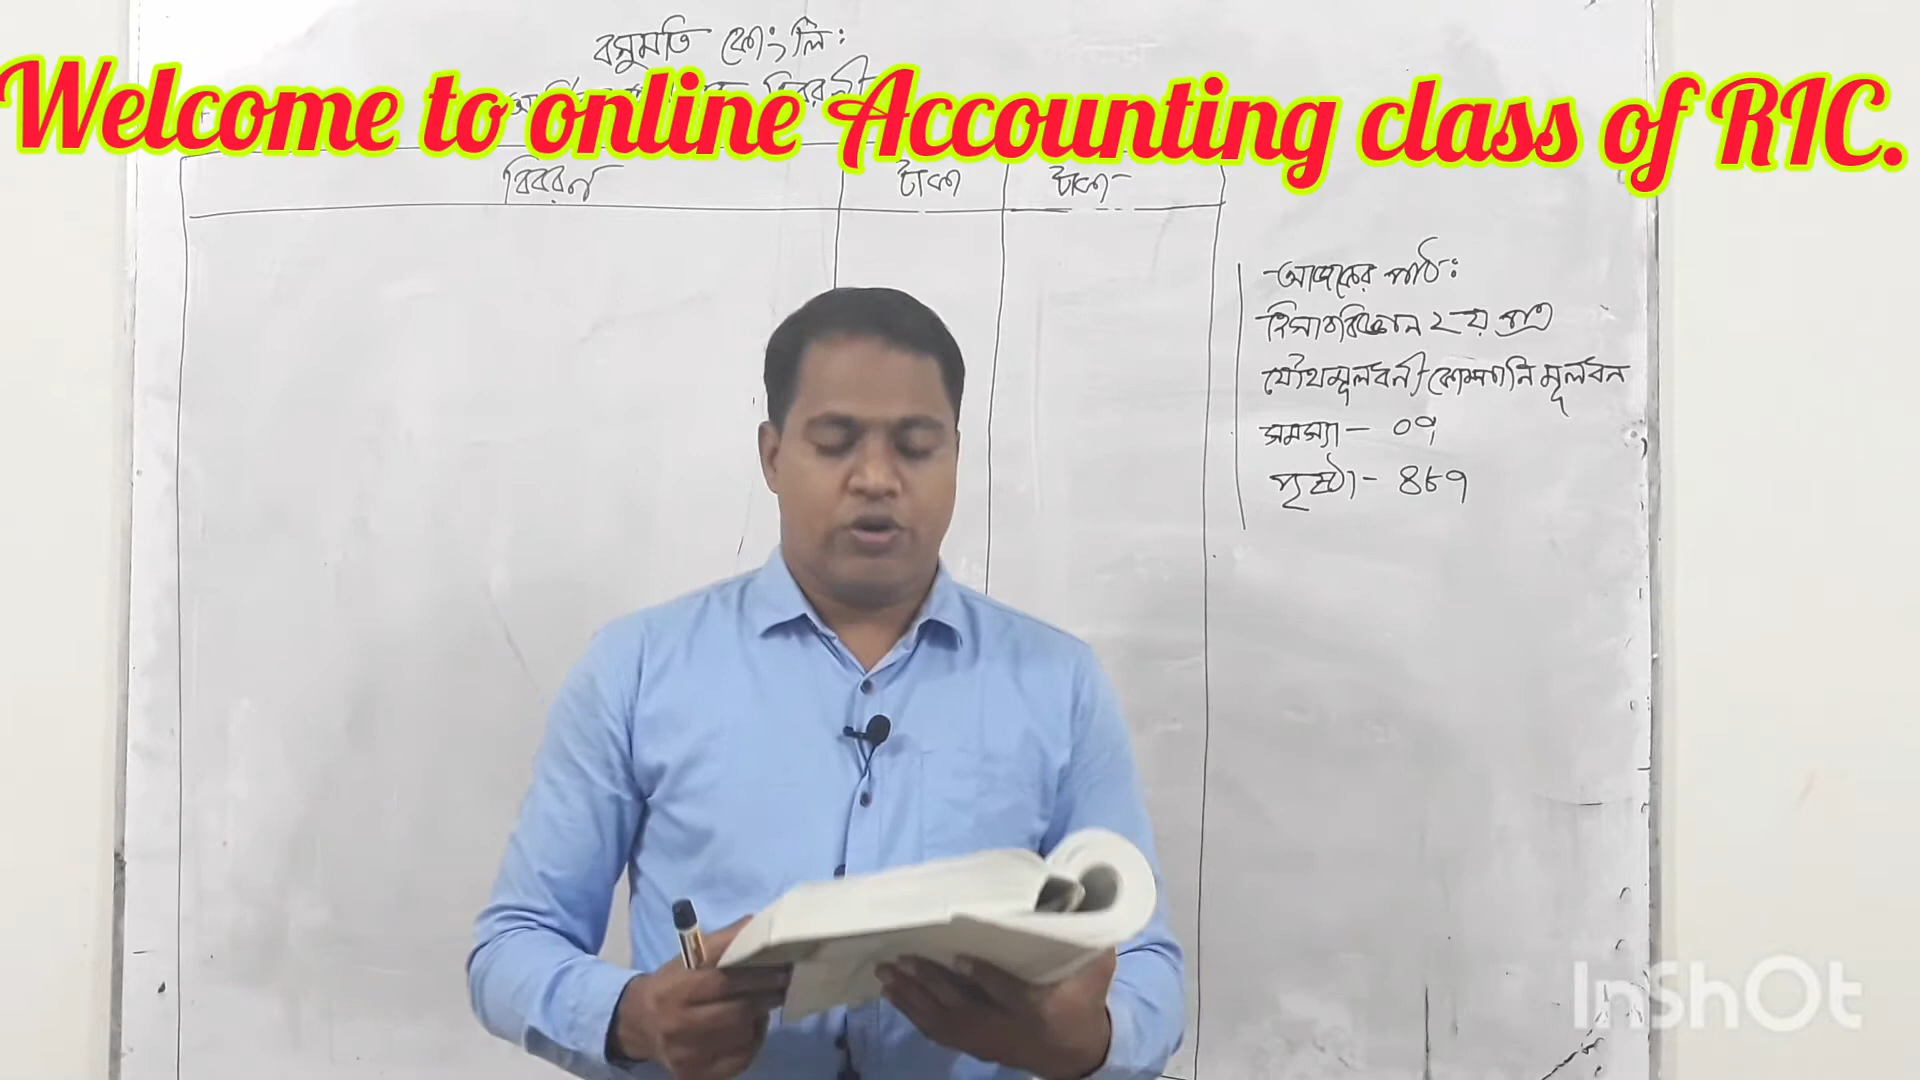 বসুমতি কোং লি:
বিবরনী
Welcome to online Accounting class of RIC.
বিবরণ টাকা টাকা
আজকের পাঠ:
হিসাববিজ্ঞান ২য় পত্র
যৌথমূলধনী কোম্পানি মূলধন
সমস্যা - ০৭
পৃষ্ঠা - ৪৮৭
InShOt